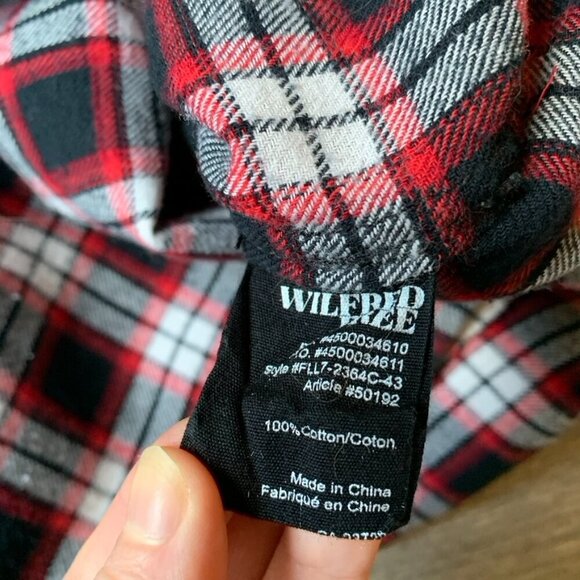 WILFRED
FREE
#4500034610
O. #4500034611
Style #FLL7-2364C-43
Article #50192
100%Cotton/Coton
Made in China
Fabriqué en Chine